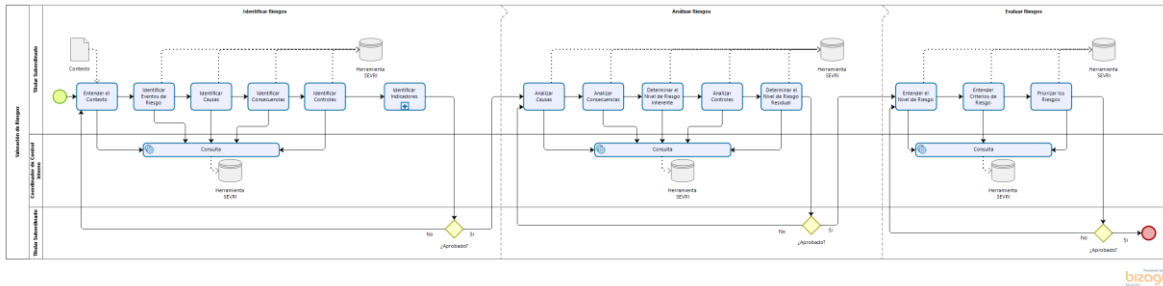 Identificar Riesgos
Analizar Riesgos
Evaluar Riesgos
Valoración de Riesgos
Titular Subordinado
Coordinador de Control
Interno
Titular Subordinado
Contexto
Entender el
Contexto
Identificar
Eventos de
Riesgo
Identificar
Causas
Identificar
Consecuencias
Identificar
Controles
Identificar
Indicadores
Herramienta
SEVRI
Consulta
Herramienta
SEVRI
No
Si
¿Aprobado?
Analizar
Causas
Analizar
Consecuencias
Determinar el
Nivel de Riesgo
Inherente
Analizar
Controles
Determinar el
Nivel de Riesgo
Residual
Herramienta
SEVRI
Consulta
Herramienta
SEVRI
No
Si
¿Aprobado?
Entender el
Nivel de Riesgo
Entender
Criterios de
Riesgo
Priorizar los
Riesgos
Herramienta
SEVRI
Consulta
Herramienta
SEVRI
No
Si
¿Aprobado?
Powered by
bizagi